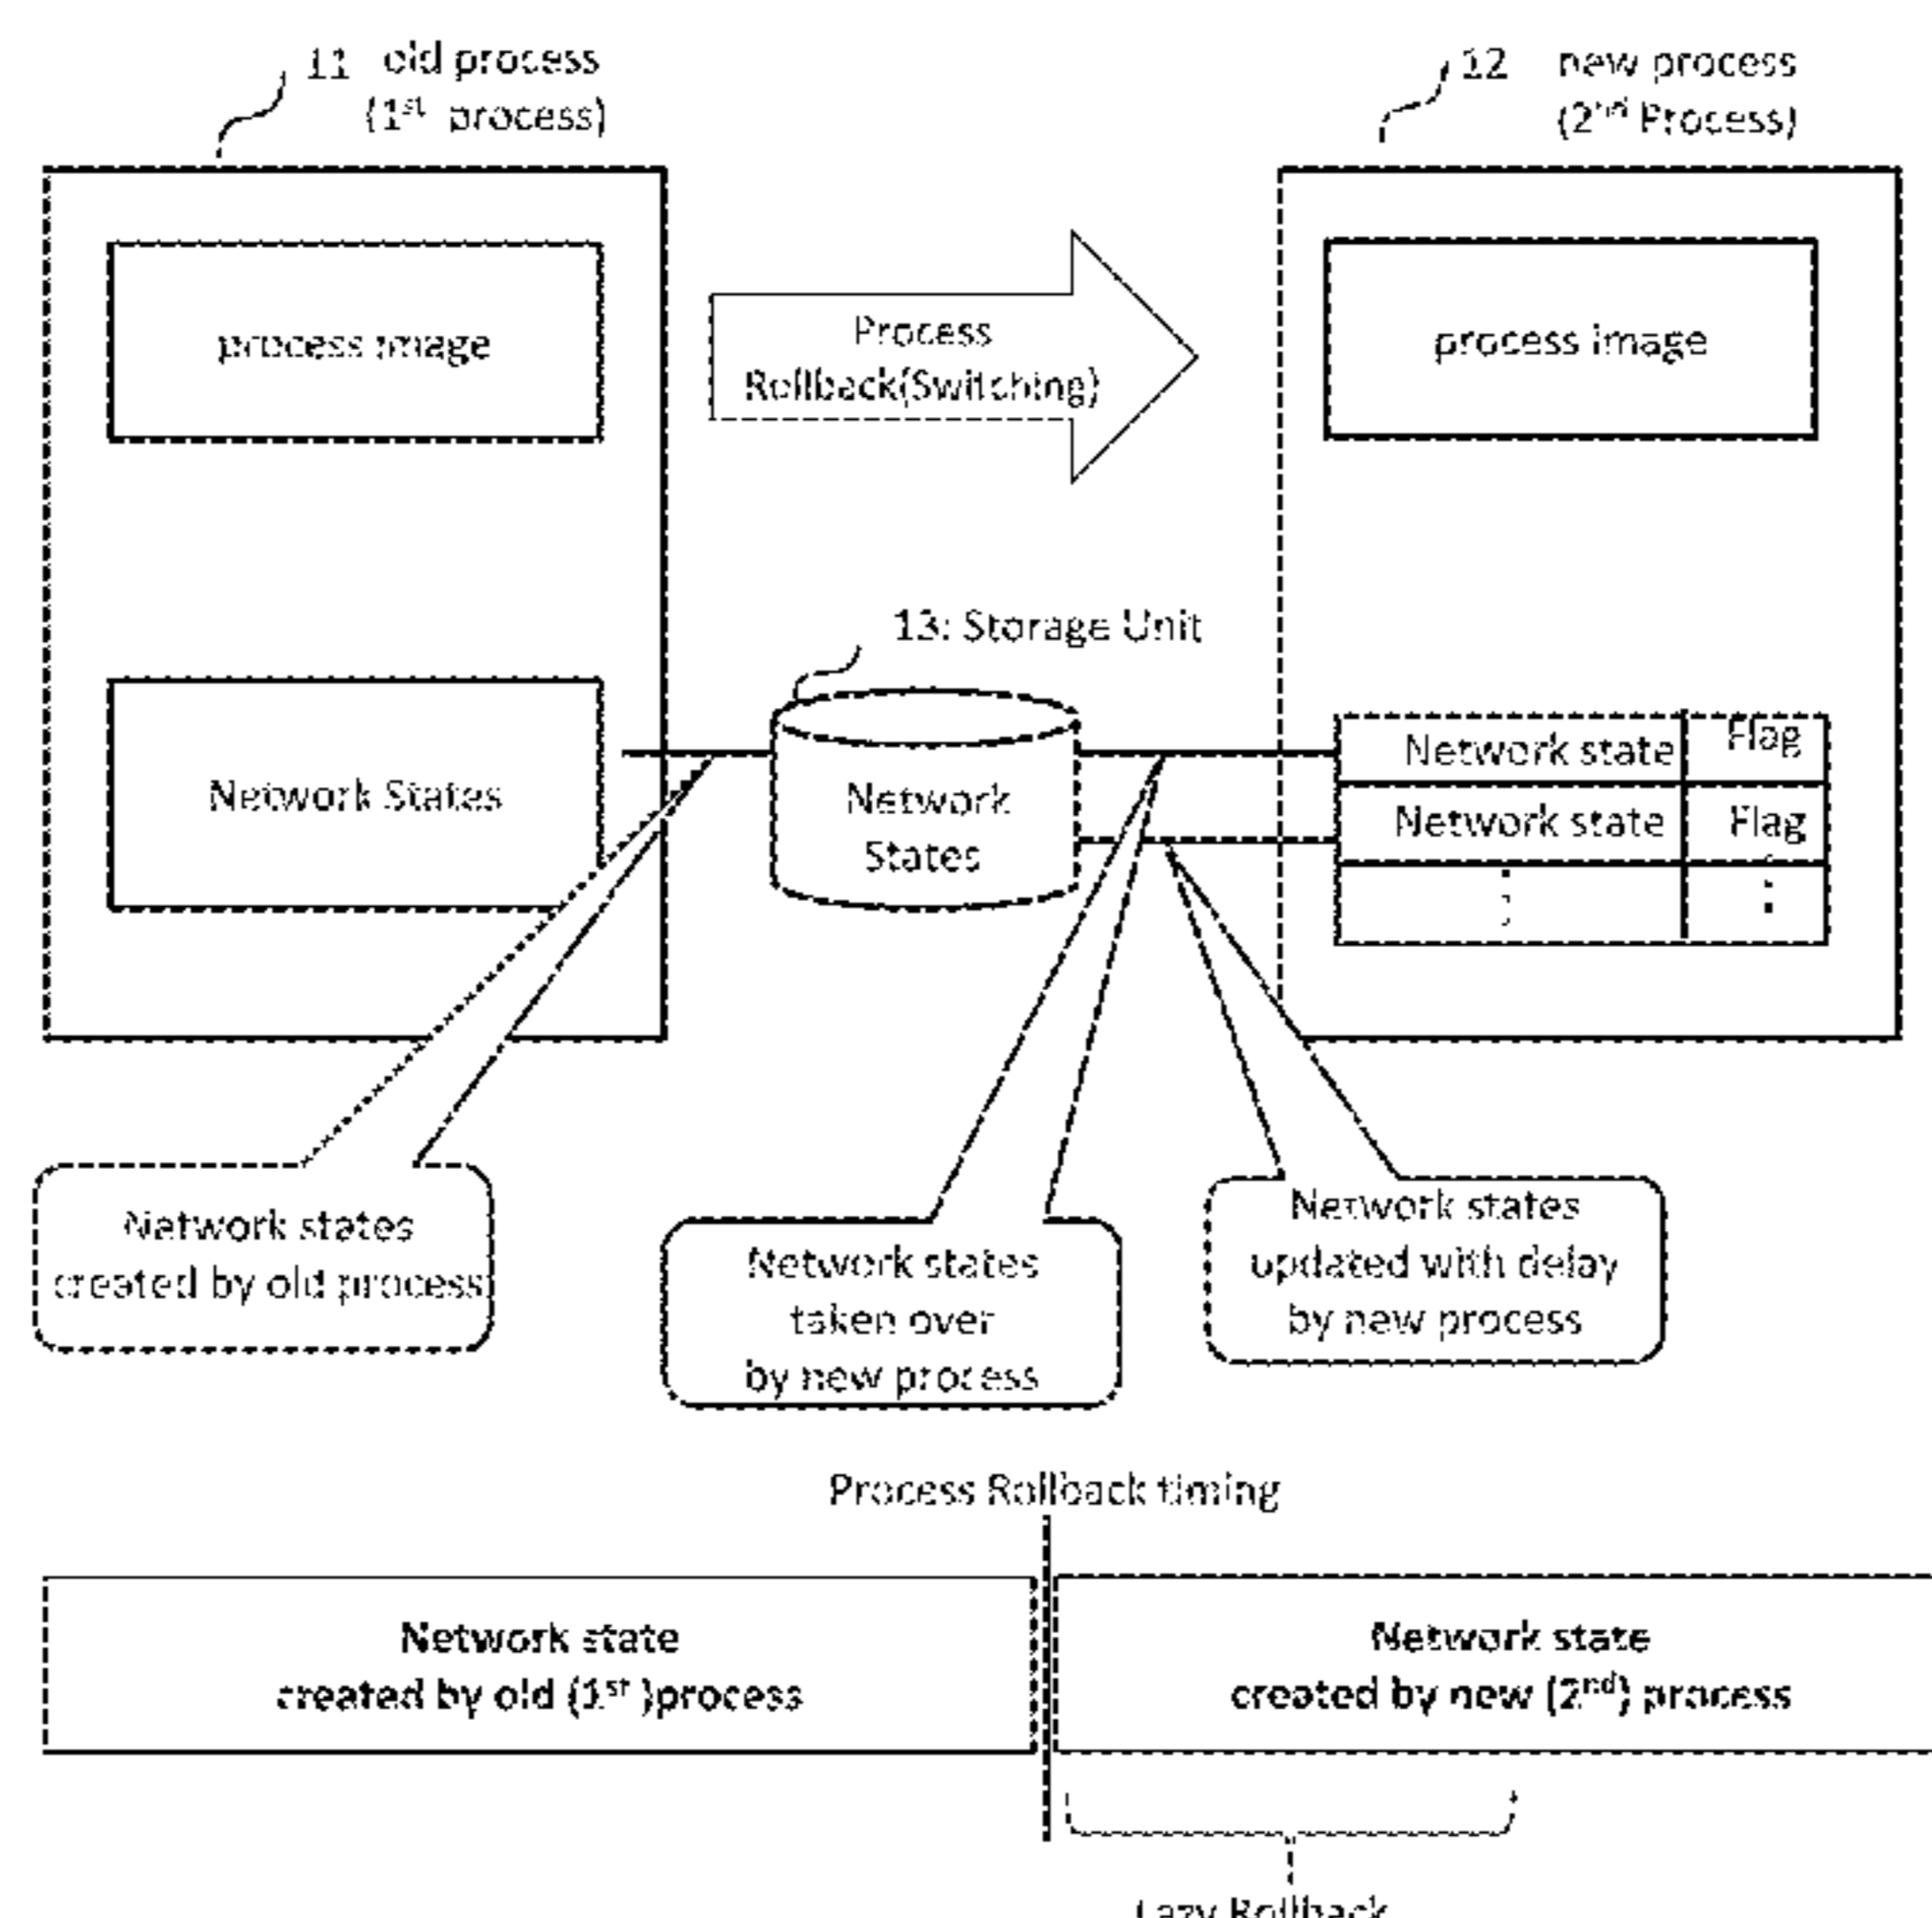 11 old process
(1st process)
12 new process
(2nd Process)
process image
Process
Rollback(Switching)
process image
13: Storage Unit
Network States
Network
States
Network state Flag
Network state Flag
Network states
created by old process
Network states
taken over
by new process
Network states
updated with delay
by new process
Process Rollback timing
Network state
created by old (1st )process
Network state
created by new (2nd) process
Lazy Rollback